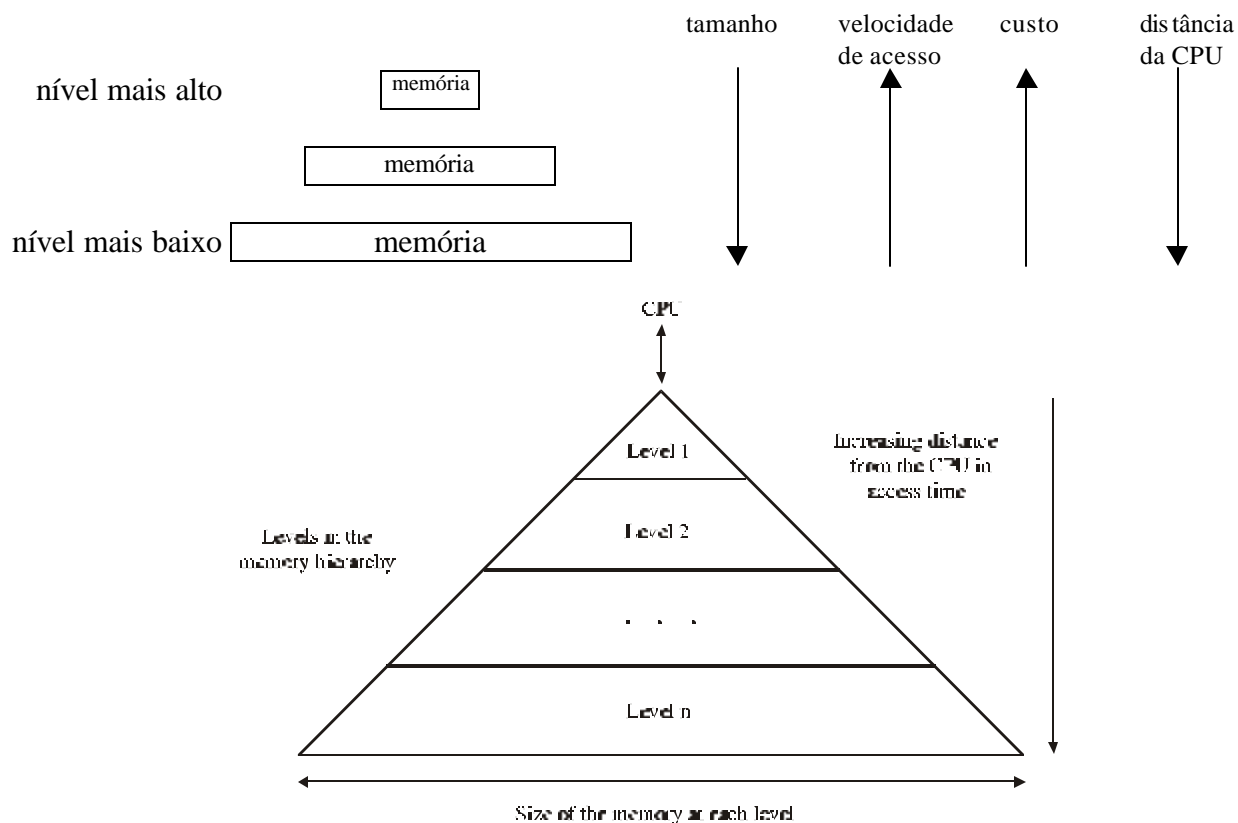 tamanho
velocidade
de acesso
custo
distância
da CPU
nível mais alto
memória
memória
nível mais baixo
memória
CPU
Level 1
Increasing distance
from the CPU in
access time
Levels in the
memory hierarchy
Level 2
. . .
Level n
Size of the memory at each level